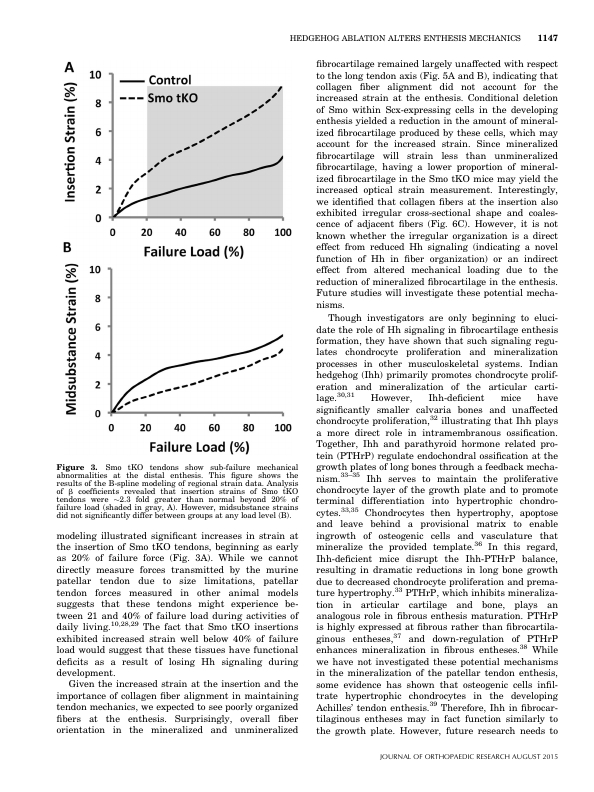 HEDGEHOG ABLATION ALTERS ENTHESIS MECHANICS 1147
A
Insertion Strain (%)
10
8
6
4
2
0
Control
Smo tKO
0 20 40 60 80 100
Failure Load (%)
B
Midsubstance Strain (%)
10
8
6
4
2
0
0 20 40 60 80 100
Failure Load (%)
Figure 3. Smo tKO tendons show sub-failure mechanical
abnormalities at the distal enthesis. This figure shows the
results of the B-spline modeling of regional strain data. Analysis
of β coefficients revealed that insertion strains of Smo tKO
tendons were ~2.3 fold greater than normal beyond 20% of
failure load (shaded in gray, A). However, midsubstance strains
did not significantly differ between groups at any load level (B).
modeling illustrated significant increases in strain at
the insertion of Smo tKO tendons, beginning as early
as 20% of failure force (Fig. 3A). While we cannot
directly measure forces transmitted by the murine
patellar tendon due to size limitations, patellar
tendon forces measured in other animal models
suggests that these tendons might experience be-
tween 21 and 40% of failure load during activities of
daily living.10,28,29 The fact that Smo tKO insertions
exhibited increased strain well below 40% of failure
load would suggest that these tissues have functional
deficits as a result of losing Hh signaling during
development.
Given the increased strain at the insertion and the
importance of collagen fiber alignment in maintaining
tendon mechanics, we expected to see poorly organized
fibers at the enthesis. Surprisingly, overall fiber
orientation in the mineralized and unmineralized
fibrocartilage remained largely unaffected with respect
to the long tendon axis (Fig. 5A and B), indicating that
collagen fiber alignment did not account for the
increased strain at the enthesis. Conditional deletion
of Smo within Scx-expressing cells in the developing
enthesis yielded a reduction in the amount of mineral-
ized fibrocartilage produced by these cells, which may
account for the increased strain. Since mineralized
fibrocartilage will strain less than unmineralized
fibrocartilage, having a lower proportion of mineral-
ized fibrocartilage in the Smo tKO mice may yield the
increased optical strain measurement. Interestingly,
we identified that collagen fibers at the insertion also
exhibited irregular cross-sectional shape and coales-
cence of adjacent fibers (Fig. 6C). However, it is not
known whether the irregular organization is a direct
effect from reduced Hh signaling (indicating a novel
function of Hh in fiber organization) or an indirect
effect from altered mechanical loading due to the
reduction of mineralized fibrocartilage in the enthesis.
Future studies will investigate these potential mecha-
nisms.
Though investigators are only beginning to eluci-
date the role of Hh signaling in fibrocartilage enthesis
formation, they have shown that such signaling regu-
lates chondrocyte proliferation and mineralization
processes in other musculoskeletal systems. Indian
hedgehog (Ihh) primarily promotes chondrocyte prolif-
eration and mineralization of the articular carti-
lage.30,31 However, Ihh-deficient mice have
significantly smaller calvaria bones and unaffected
chondrocyte proliferation,32 illustrating that Ihh plays
a more direct role in intramembranous ossification.
Together, Ihh and parathyroid hormone related pro-
tein (PTHrP) regulate endochondral ossification at the
growth plates of long bones through a feedback mecha-
nism.33–35 Ihh serves to maintain the proliferative
chondrocyte layer of the growth plate and to promote
terminal differentiation into hypertrophic chondro-
cytes.33,35 Chondrocytes then hypertrophy, apoptose
and leave behind a provisional matrix to enable
ingrowth of osteogenic cells and vasculature that
mineralize the provided template.36 In this regard,
Ihh-deficient mice disrupt the Ihh-PTHrP balance,
resulting in dramatic reductions in long bone growth
due to decreased chondrocyte proliferation and prema-
ture hypertrophy.33 PTHrP, which inhibits mineraliza-
tion in articular cartilage and bone, plays an
analogous role in fibrous enthesis maturation. PTHrP
is highly expressed at fibrous rather than fibrocartila-
ginous entheses,37 and down-regulation of PTHrP
enhances mineralization in fibrous entheses.38 While
we have not investigated these potential mechanisms
in the mineralization of the patellar tendon enthesis,
some evidence has shown that osteogenic cells infil-
trate hypertrophic chondrocytes in the developing
Achilles' tendon enthesis.39 Therefore, Ihh in fibrocar-
tilaginous entheses may in fact function similarly to
the growth plate. However, future research needs to
JOURNAL OF ORTHOPAEDIC RESEARCH AUGUST 2015